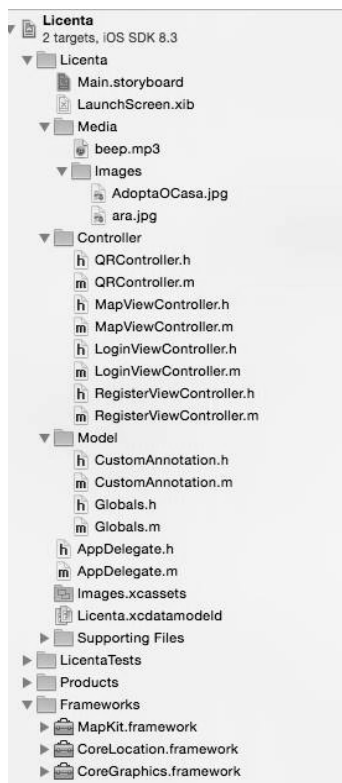 Licenta
2 targets, iOS SDK 8.3
Licenta
Main.storyboard
LaunchScreen.xib
Media
beep.mp3
Images
AdoptaOCasa.jpg
ara.jpg
Controller
h QRController.h
m QRController.m
h MapViewController.h
m MapViewController.m
h LoginViewController.h
m LoginViewController.m
h RegisterViewController.h
m RegisterViewController.m
Model
h CustomAnnotation.h
m CustomAnnotation.m
h Globals.h
m Globals.m
h AppDelegate.h
m AppDelegate.m
Images.xcassets
Licenta.xcdatamodeld
Supporting Files
LicentaTests
Products
Frameworks
MapKit.framework
CoreLocation.framework
CoreGraphics.framework